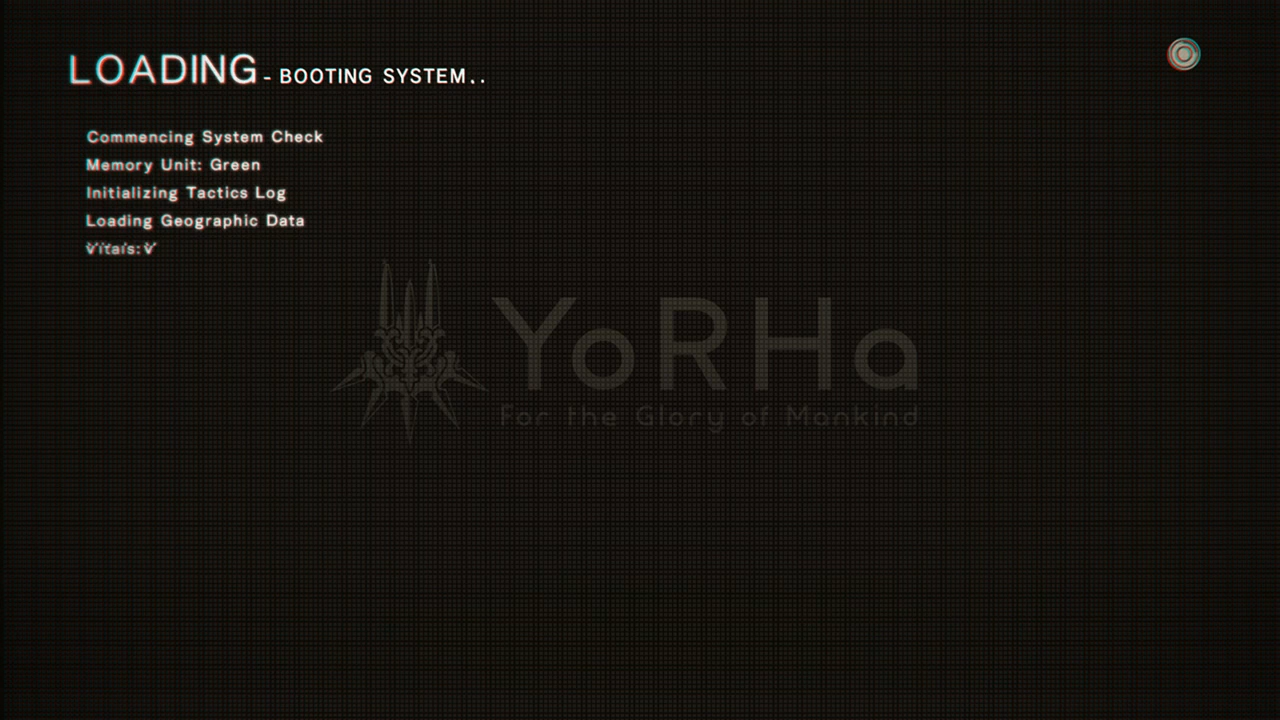 LOADING - BOOTING SYSTEM..
Commencing System Check
Memory Unit: Green
Initializing Tactics Log
Loading Geographic Data
Vitals: V
YoRHa
For the Glory of Mankind